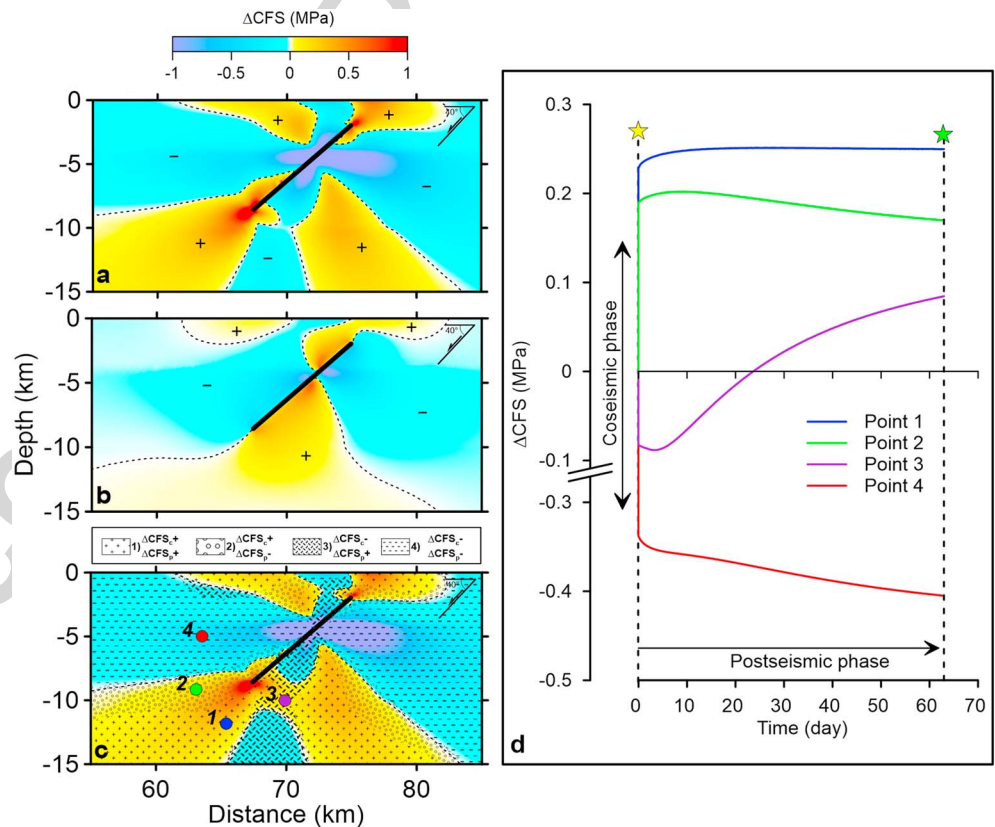 ΔCFS (MPa)
-1 -0.5 0 0.5 1
0
-5
-10
-15
+ + − − + + −
40°
a
0
-5
-10
-15
+ + − − +
40°
b
Depth (km)
1) ΔCFSc+ ΔCFSp+ 2) ΔCFSc+ ΔCFSp- 3) ΔCFSc- ΔCFSp+ 4) ΔCFSc- ΔCFSp-
0
-5
-10
-15
40°
4
2
3
1
c
60 70 80
Distance (km)
0.3
0.2
0.1
0
-0.1
-0.3
-0.4
-0.5
ΔCFS (MPa)
Coseismic phase
Point 1
Point 2
Point 3
Point 4
Postseismic phase
0 10 20 30 40 50 60 70
Time (day)
d